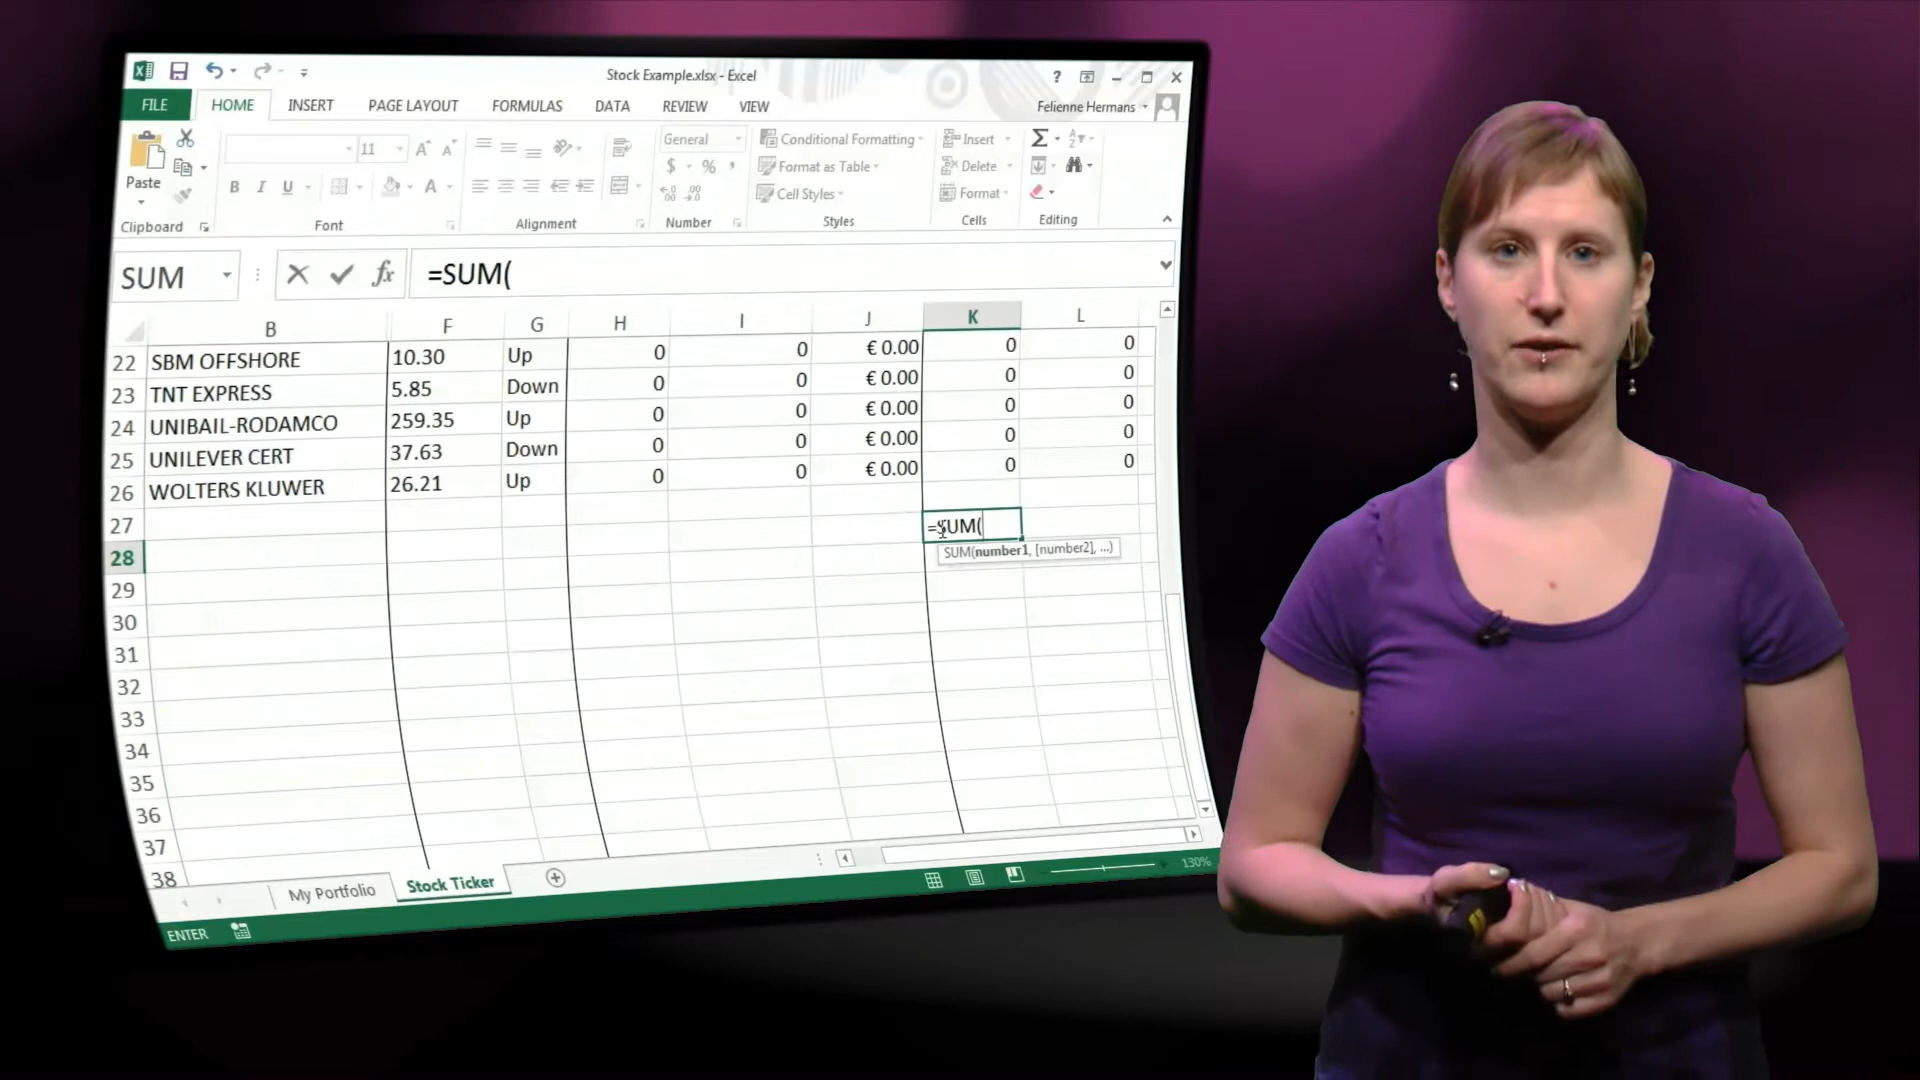 Stock Example.xlsx - Excel
?
FILE HOME INSERT PAGE LAYOUT FORMULAS DATA REVIEW VIEW
Felienne Hermans
Paste
11 A A
B I U A
General
$ % ,
Conditional Formatting
Format as Table
Cell Styles
Insert
Delete
Format
Σ
Clipboard Font Alignment Number Styles Cells Editing
SUM fx =SUM(
B F G H I J K L
22 SBM OFFSHORE 10.30 Up 0 0 € 0.00 0 0
23 TNT EXPRESS 5.85 Down 0 0 € 0.00 0 0
24 UNIBAIL-RODAMCO 259.35 Up 0 0 € 0.00 0 0
25 UNILEVER CERT 37.63 Down 0 0 € 0.00 0 0
26 WOLTERS KLUWER 26.21 Up 0 0 € 0.00 0 0
27
28 =SUM(
SUM(number1, [number2], ...)
29
30
31
32
33
34
35
36
37
38
My Portfolio Stock Ticker
ENTER 130%